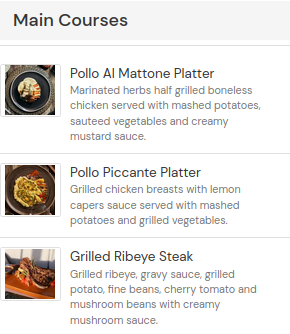 Main Courses
Pollo Al Mattone Platter
Marinated herbs half grilled boneless
chicken served with mashed potatoes,
sauteed vegetables and creamy
mustard sauce.
Pollo Piccante Platter
Grilled chicken breasts with lemon
capers sauce served with mashed
potatoes and grilled vegetables.
Grilled Ribeye Steak
Grilled ribeye, gravy sauce, grilled
potato, fine beans, cherry tomato and
mushroom beans with creamy
mushroom sauce.